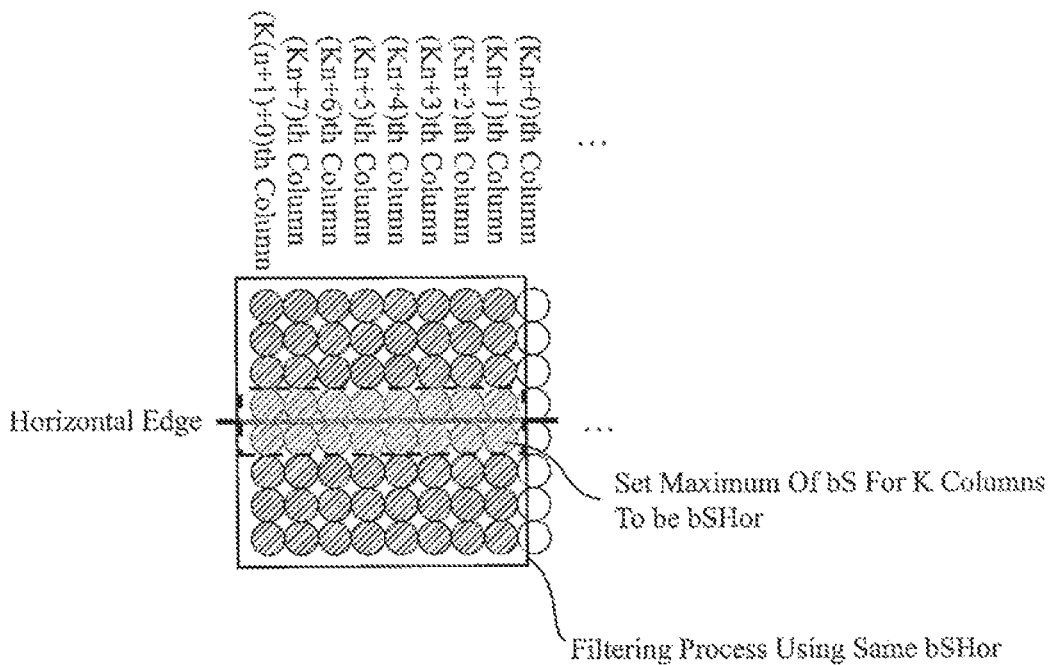 (Kn+0)th Column
(Kn+1)th Column
(Kn+2)th Column
(Kn+3)th Column
(Kn+4)th Column
(Kn+5)th Column
(Kn+6)th Column
(Kn+7)th Column
(K(n+1)+0)th Column
...
Horizontal Edge
...
Set Maximum Of bS For K Columns
To be bSHor
Filtering Process Using Same bSHor